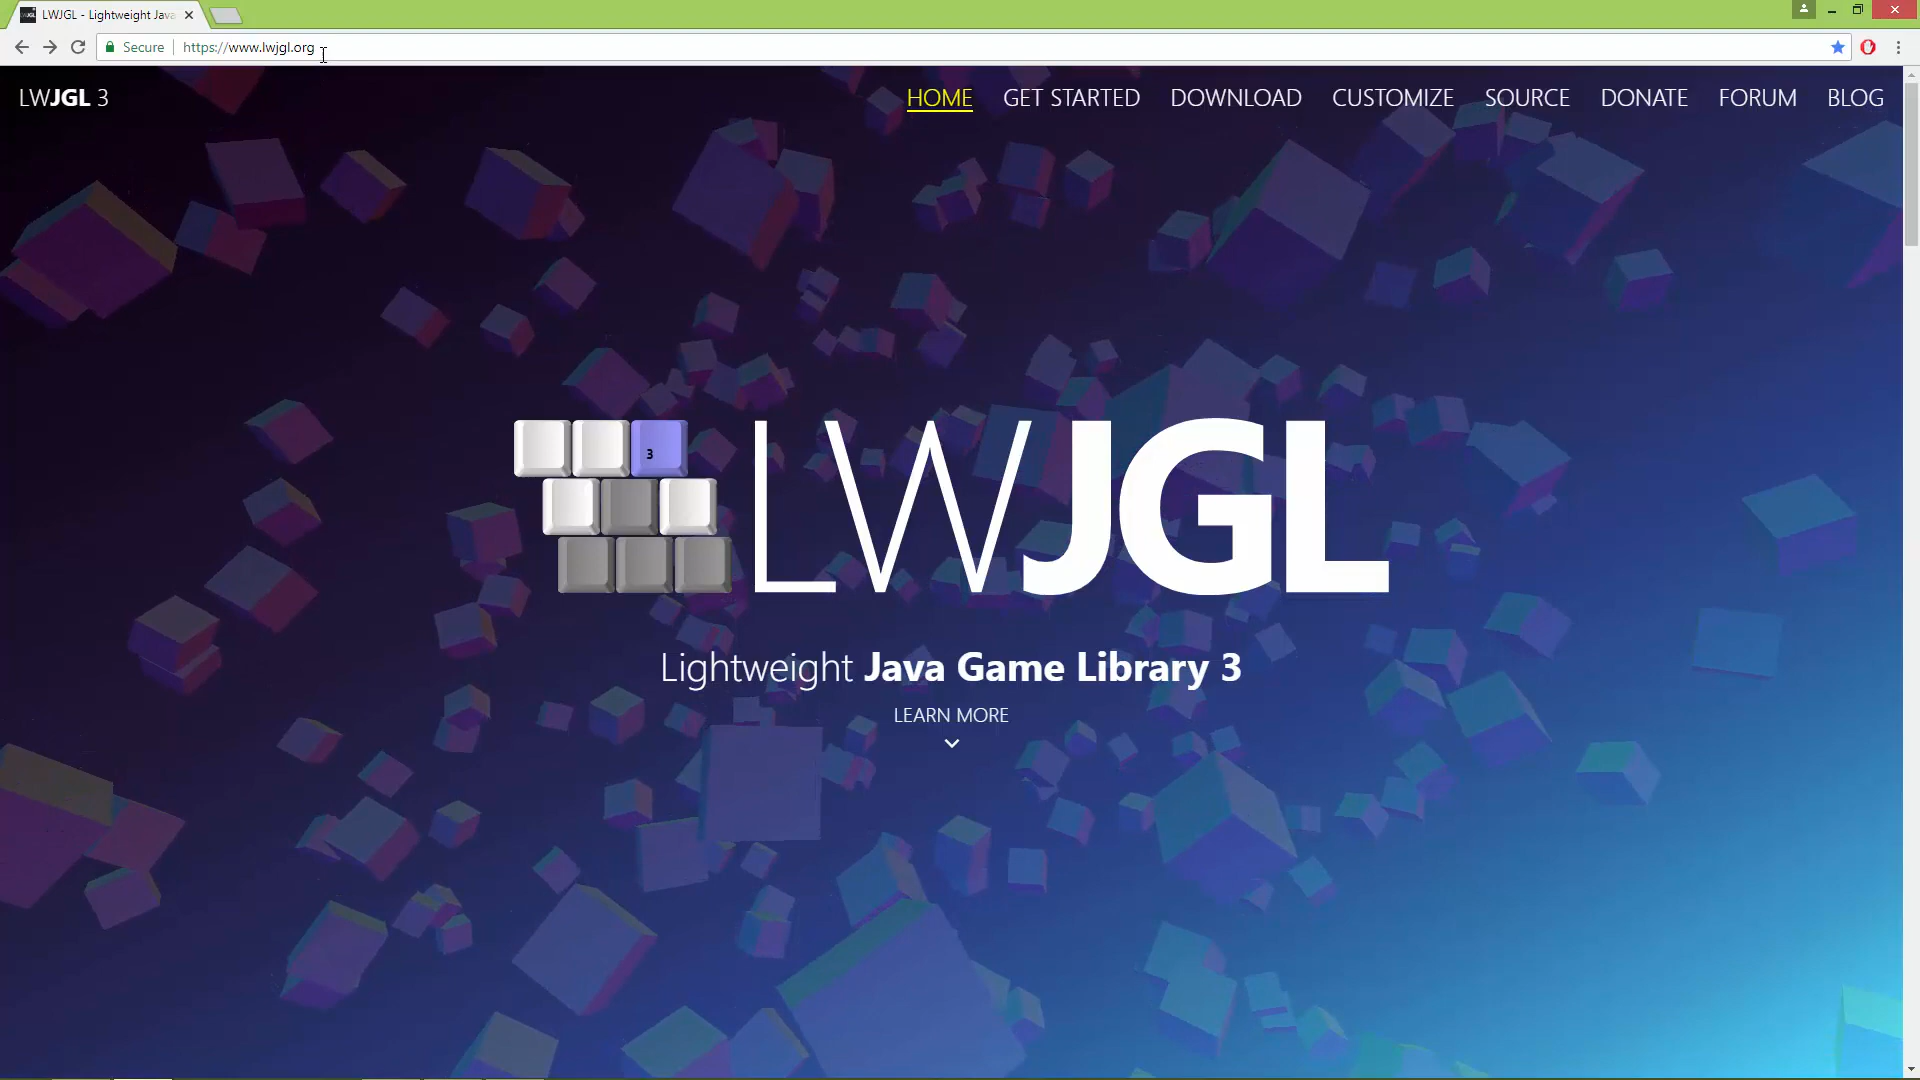 LWJGL - Lightweight Java
Secure https://www.lwjgl.org
LWJGL 3
HOME GET STARTED DOWNLOAD CUSTOMIZE SOURCE DONATE FORUM BLOG
3
LWJGL
Lightweight Java Game Library 3
LEARN MORE